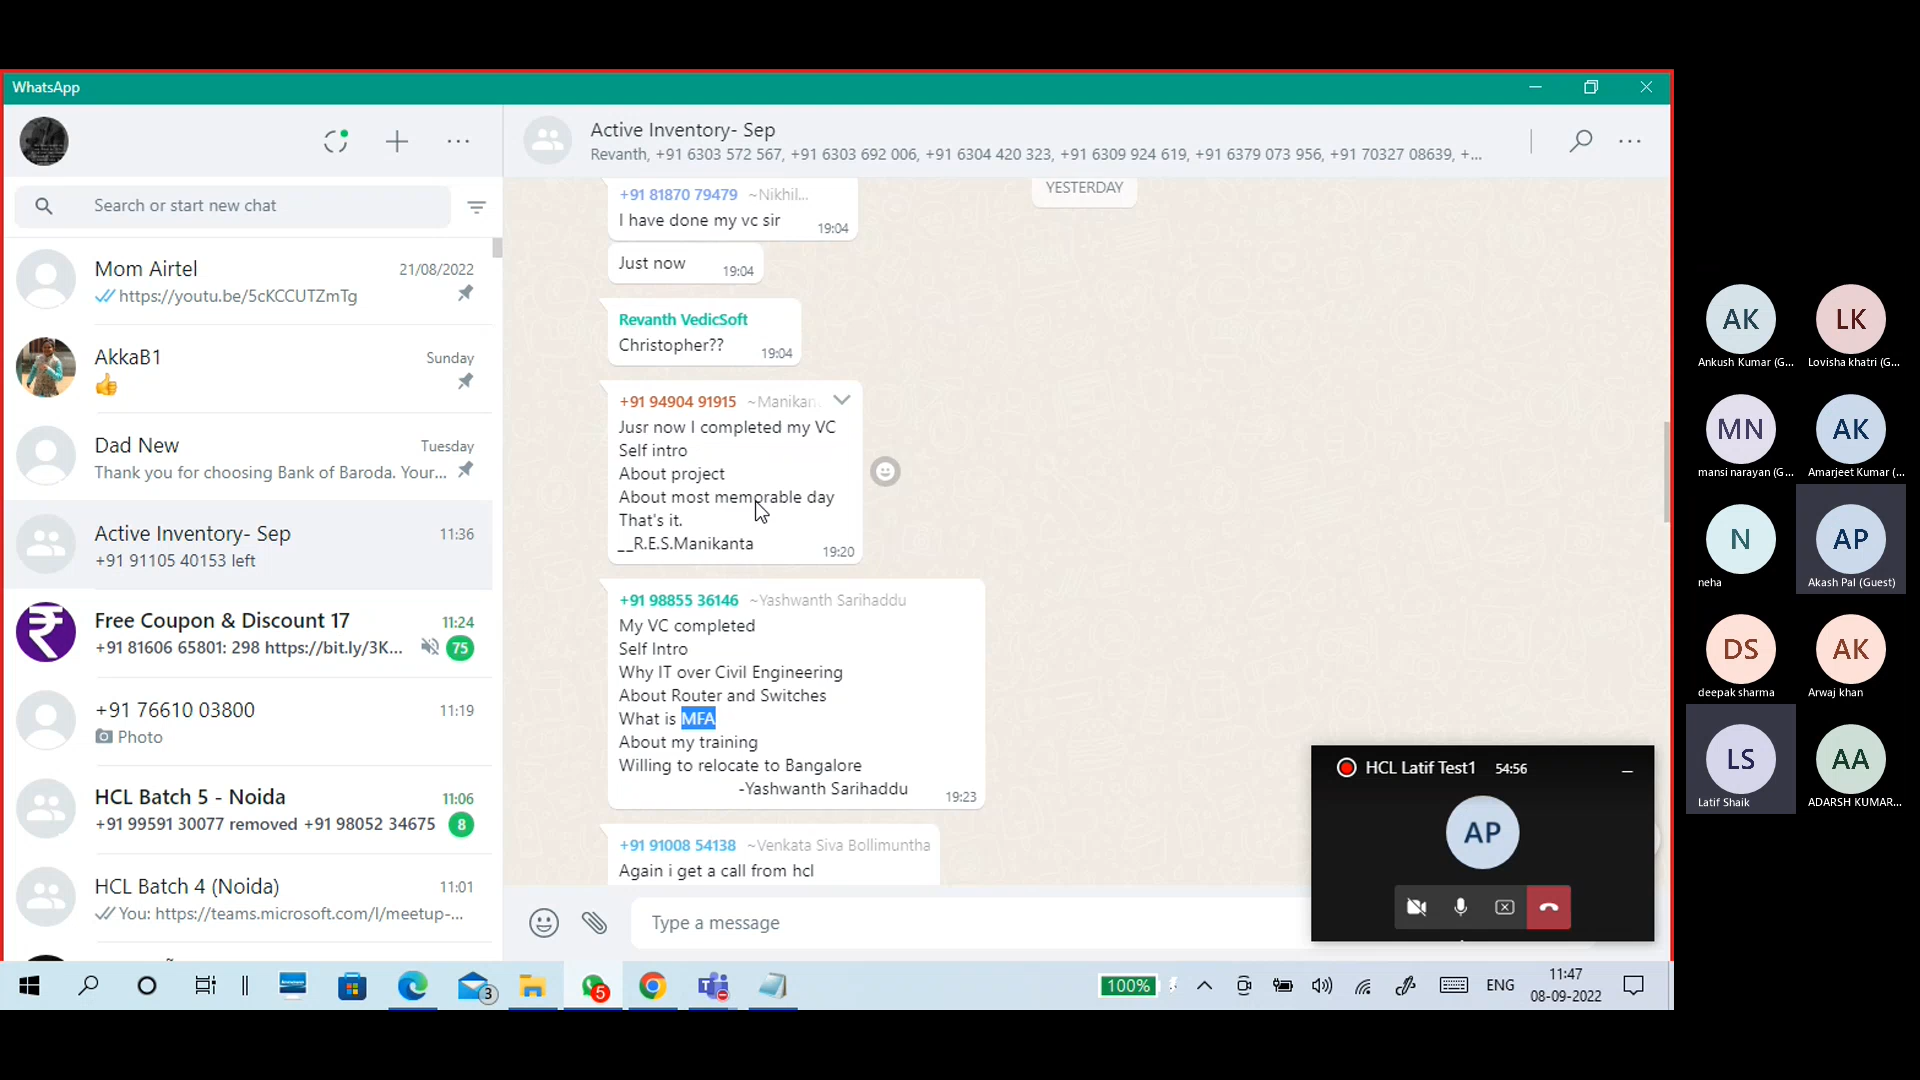 WhatsApp
Search or start new chat
Mom Airtel
21/08/2022
https://youtu.be/5cKCCUTZmTg
AkkaB1
Sunday
Dad New
Tuesday
Thank you for choosing Bank of Baroda. Your...
Active Inventory- Sep
11:36
+91 91105 40153 left
Free Coupon & Discount 17
11:24
+91 81606 65801: 298 https://bit.ly/3K...
75
+91 76610 03800
11:19
Photo
HCL Batch 5 - Noida
11:06
+91 99591 30077 removed +91 98052 34675
8
HCL Batch 4 (Noida)
11:01
You: https://teams.microsoft.com/l/meetup-...
Active Inventory- Sep
Revanth, +91 6303 572 567, +91 6303 692 006, +91 6304 420 323, +91 6309 924 619, +91 6379 073 956, +91 70327 08639, +...
YESTERDAY
+91 81870 79479 ~Nikhil...
I have done my vc sir
19:04
Just now
19:04
Revanth VedicSoft
Christopher??
19:04
+91 94904 91915 ~Manikan
Jusr now I completed my VC
Self intro
About project
About most memorable day
That's it.
__R.E.S.Manikanta
19:20
+91 98855 36146 ~Yashwanth Sarihaddu
My VC completed
Self Intro
Why IT over Civil Engineering
About Router and Switches
What is MFA
About my training
Willing to relocate to Bangalore
-Yashwanth Sarihaddu
19:23
+91 91008 54138 ~Venkata Siva Bollimuntha
Again i get a call from hcl
Type a message
HCL Latif Test1 54:56
AP
3
5
100%
ENG
11:47
08-09-2022
AK
Ankush Kumar (G...
LK
Lovisha khatri (G...
MN
mansi narayan (G...
AK
Amarjeet Kumar (...
N
neha
AP
Akash Pal (Guest)
DS
deepak sharma
AK
Arwaj khan
LS
Latif Shaik
AA
ADARSH KUMAR...